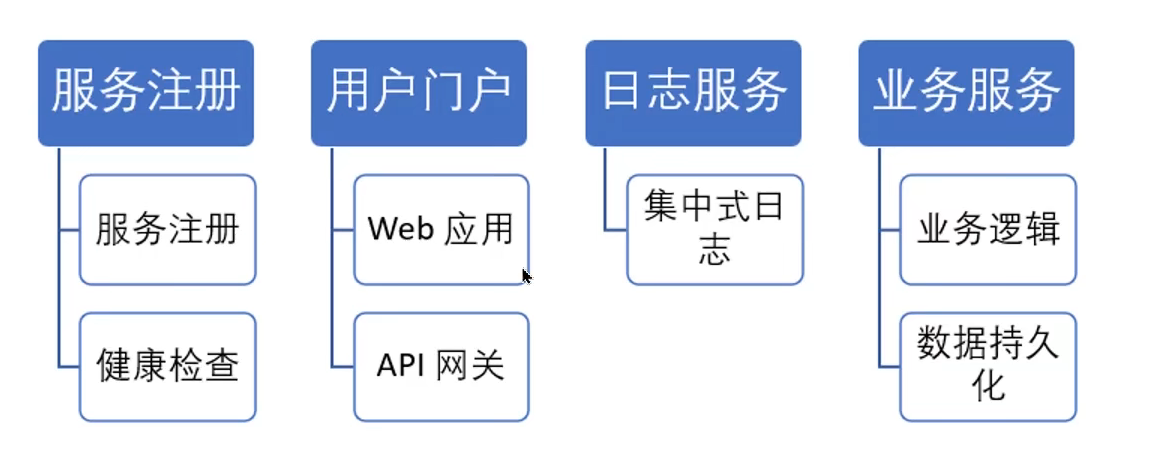 服务注册
服务注册
健康检查
用户门户
Web 应用
API 网关
日志服务
集中式日
志
业务服务
业务逻辑
数据持久
化